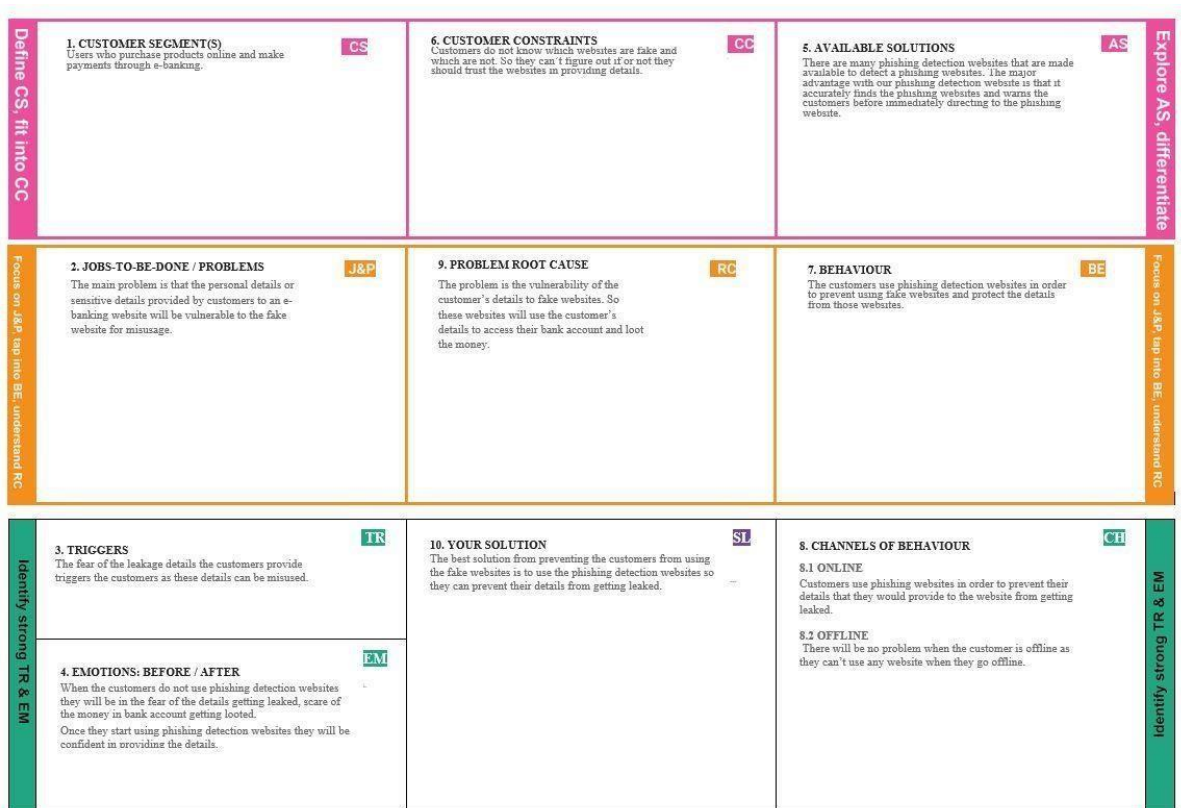 Define CS, fit into CC
1. CUSTOMER SEGMENT(S)
CS
Users who purchase products online and make
payments through e-banking.
6. CUSTOMER CONSTRAINTS
CC
Customers do not know which websites are fake and
which are not. So they can't figure out if or not they
should trust the websites in providing details.
5. AVAILABLE SOLUTIONS
AS
There are many phishing detection websites that are made
available to detect a phishing websites. The major
advantage with our phishing detection website is that it
accurately finds the phishing websites and warns the
customers before immediately directing to the phishing
website.
Explore AS, differentiate
Focus on J&P, tap into BE, understand RC
2. JOBS-TO-BE-DONE / PROBLEMS
J&P
The main problem is that the personal details or
sensitive details provided by customers to an e-
banking website will be vulnerable to the fake
website for misusage.
9. PROBLEM ROOT CAUSE
RC
The problem is the vulnerability of the
customer's details to fake websites. So
these websites will use the customer's
details to access their bank account and loot
the money.
7. BEHAVIOUR
BE
The customers use phishing detection websites in order
to prevent using fake websites and protect the details
from those websites.
Focus on J&P, tap into BE, understand RC
Identify strong TR & EM
3. TRIGGERS
TR
The fear of the leakage details the customers provide
triggers the customers as these details can be misused.
4. EMOTIONS: BEFORE / AFTER
EM
When the customers do not use phishing detection websites
they will be in the fear of the details getting leaked, scare of
the money in bank account getting looted.
Once they start using phishing detection websites they will be
confident in providing the details.
10. YOUR SOLUTION
SL
The best solution from preventing the customers from using
the fake websites is to use the phishing detection websites so
they can prevent their details from getting leaked.
8. CHANNELS OF BEHAVIOUR
CH
8.1 ONLINE
Customers use phishing websites in order to prevent their
details that they would provide to the website from getting
leaked.
8.2 OFFLINE
There will be no problem when the customer is offline as
they can't use any website when they go offline.
Identify strong TR & EM